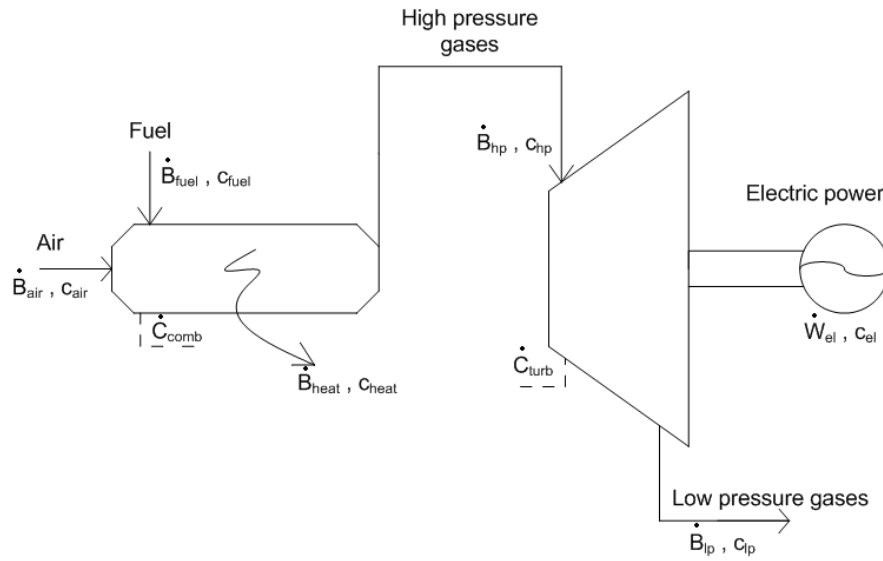 High pressure
gases
Fuel
Ḃfuel , cfuel
Ḃhp , chp
Electric power
Air
Ḃair , cair
Ċcomb
Ḃheat , cheat
Ċturb
Ẇel , cel
Low pressure gases
Ḃlp , clp